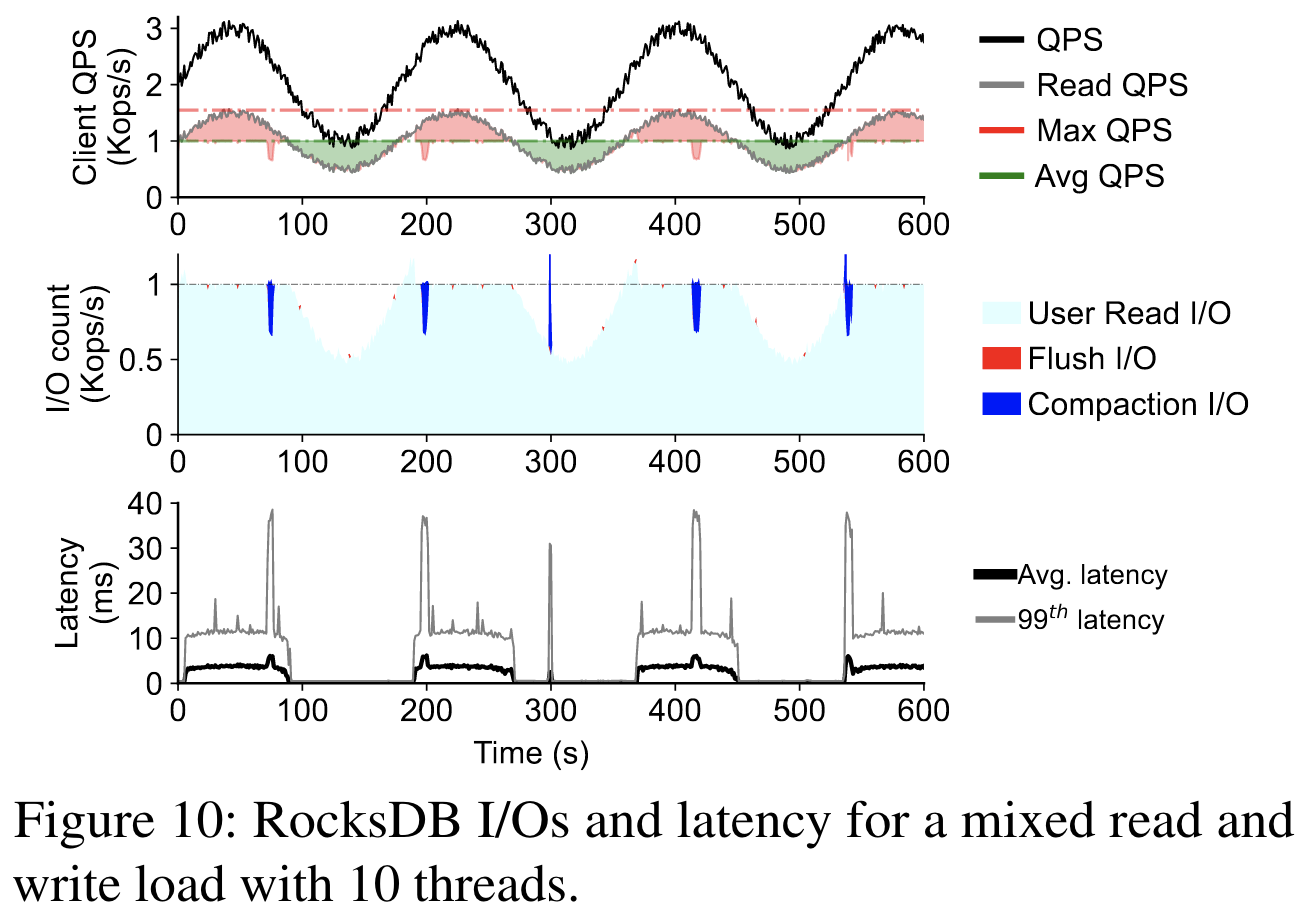 Client QPS
(Kops/s)
3
2
1
0
0 100 200 300 400 500 600
QPS
Read QPS
Max QPS
Avg QPS
I/O count
(Kops/s)
1
0.5
0
0 100 200 300 400 500 600
User Read I/O
Flush I/O
Compaction I/O
Latency
(ms)
40
30
20
10
0
0 100 200 300 400 500 600
Avg. latency
99th latency
Time (s)
Figure 10: RocksDB I/Os and latency for a mixed read and
write load with 10 threads.